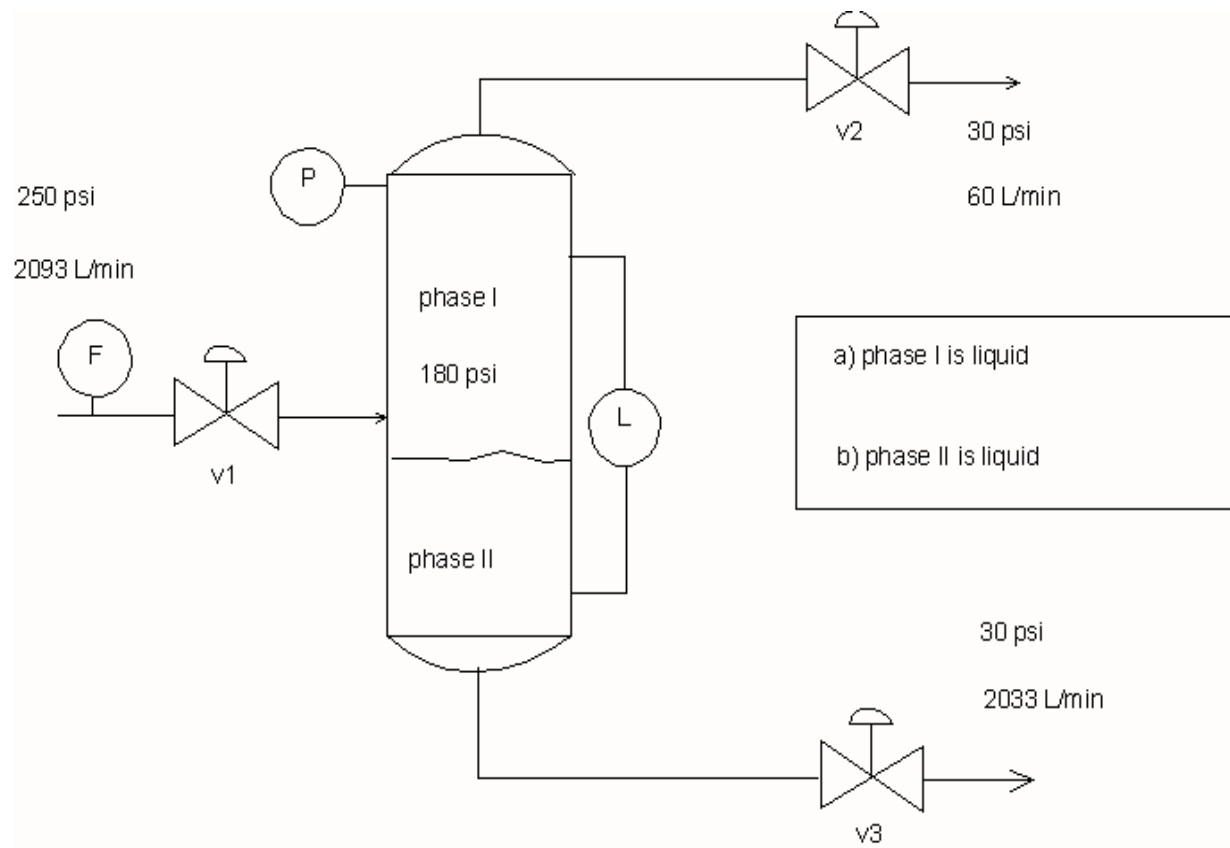 v2
30 psi
60 L/min
P
250 psi
2093 L/min
phase I
180 psi
F
v1
L
a) phase I is liquid
b) phase II is liquid
phase II
30 psi
2033 L/min
v3